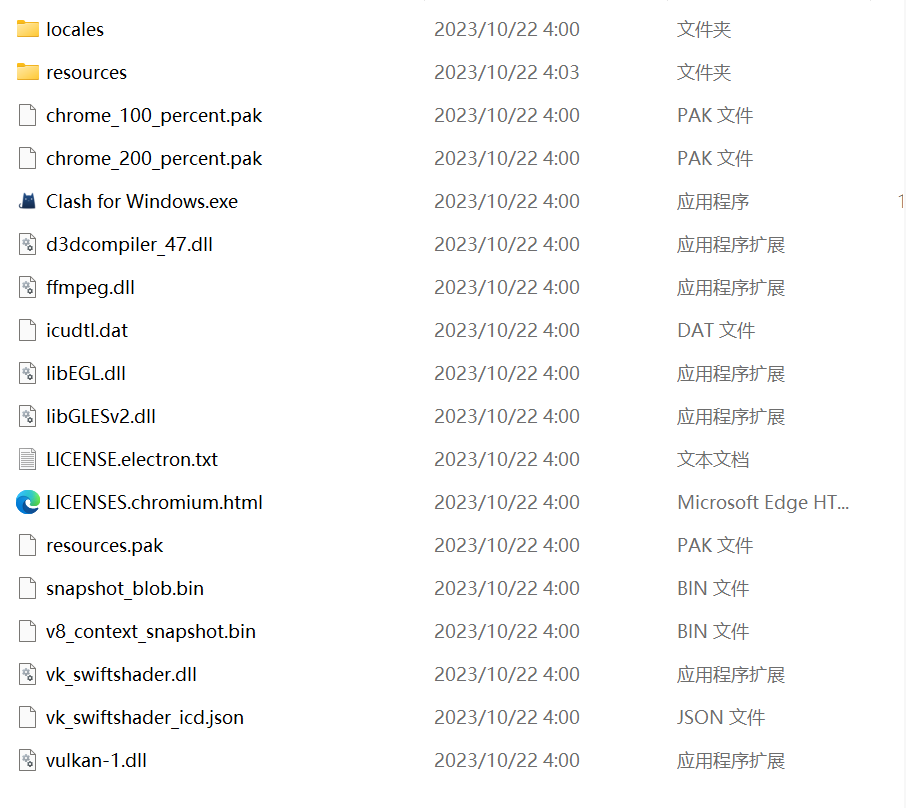 locales 2023/10/22 4:00 文件夹
resources 2023/10/22 4:03 文件夹
chrome_100_percent.pak 2023/10/22 4:00 PAK 文件
chrome_200_percent.pak 2023/10/22 4:00 PAK 文件
Clash for Windows.exe 2023/10/22 4:00 应用程序 1
d3dcompiler_47.dll 2023/10/22 4:00 应用程序扩展
ffmpeg.dll 2023/10/22 4:00 应用程序扩展
icudtl.dat 2023/10/22 4:00 DAT 文件
libEGL.dll 2023/10/22 4:00 应用程序扩展
libGLESv2.dll 2023/10/22 4:00 应用程序扩展
LICENSE.electron.txt 2023/10/22 4:00 文本文档
LICENSES.chromium.html 2023/10/22 4:00 Microsoft Edge HT...
resources.pak 2023/10/22 4:00 PAK 文件
snapshot_blob.bin 2023/10/22 4:00 BIN 文件
v8_context_snapshot.bin 2023/10/22 4:00 BIN 文件
vk_swiftshader.dll 2023/10/22 4:00 应用程序扩展
vk_swiftshader_icd.json 2023/10/22 4:00 JSON 文件
vulkan-1.dll 2023/10/22 4:00 应用程序扩展